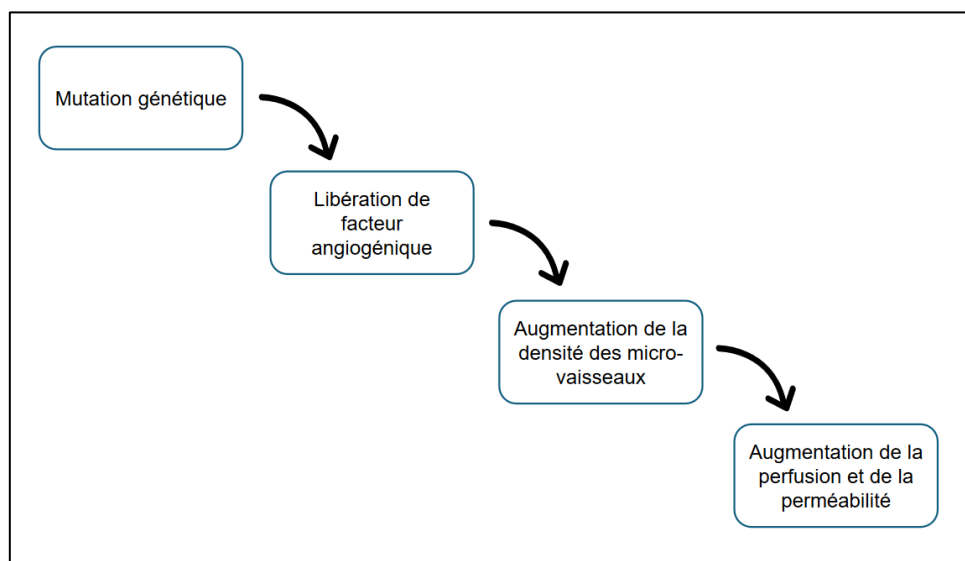 Mutation génétique
Libération de
facteur
angiogénique
Augmentation de la
densité des micro-
vaisseaux
Augmentation de la
perfusion et de la
perméabilité